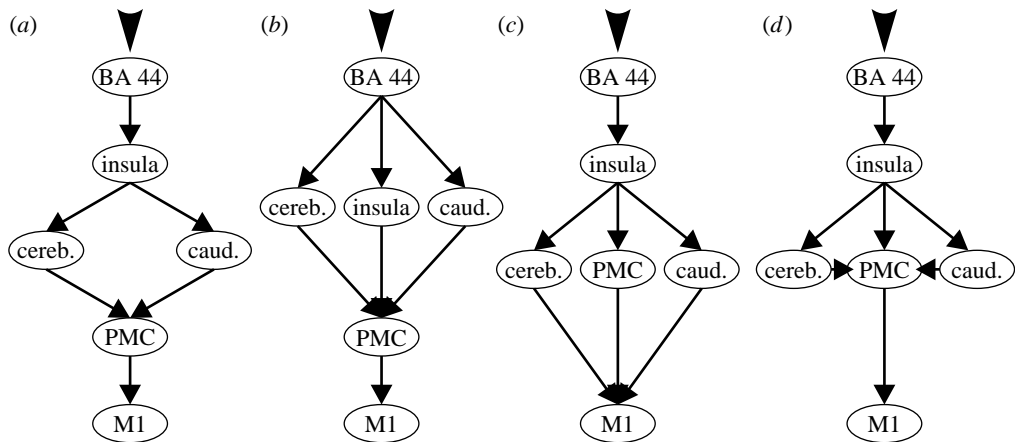 (a) (b) (c) (d)
BA 44 BA 44 BA 44 BA 44
insula insula insula
cereb. insula caud.
cereb. caud.
cereb. PMC caud. cereb. PMC caud.
PMC PMC
M1 M1 M1 M1